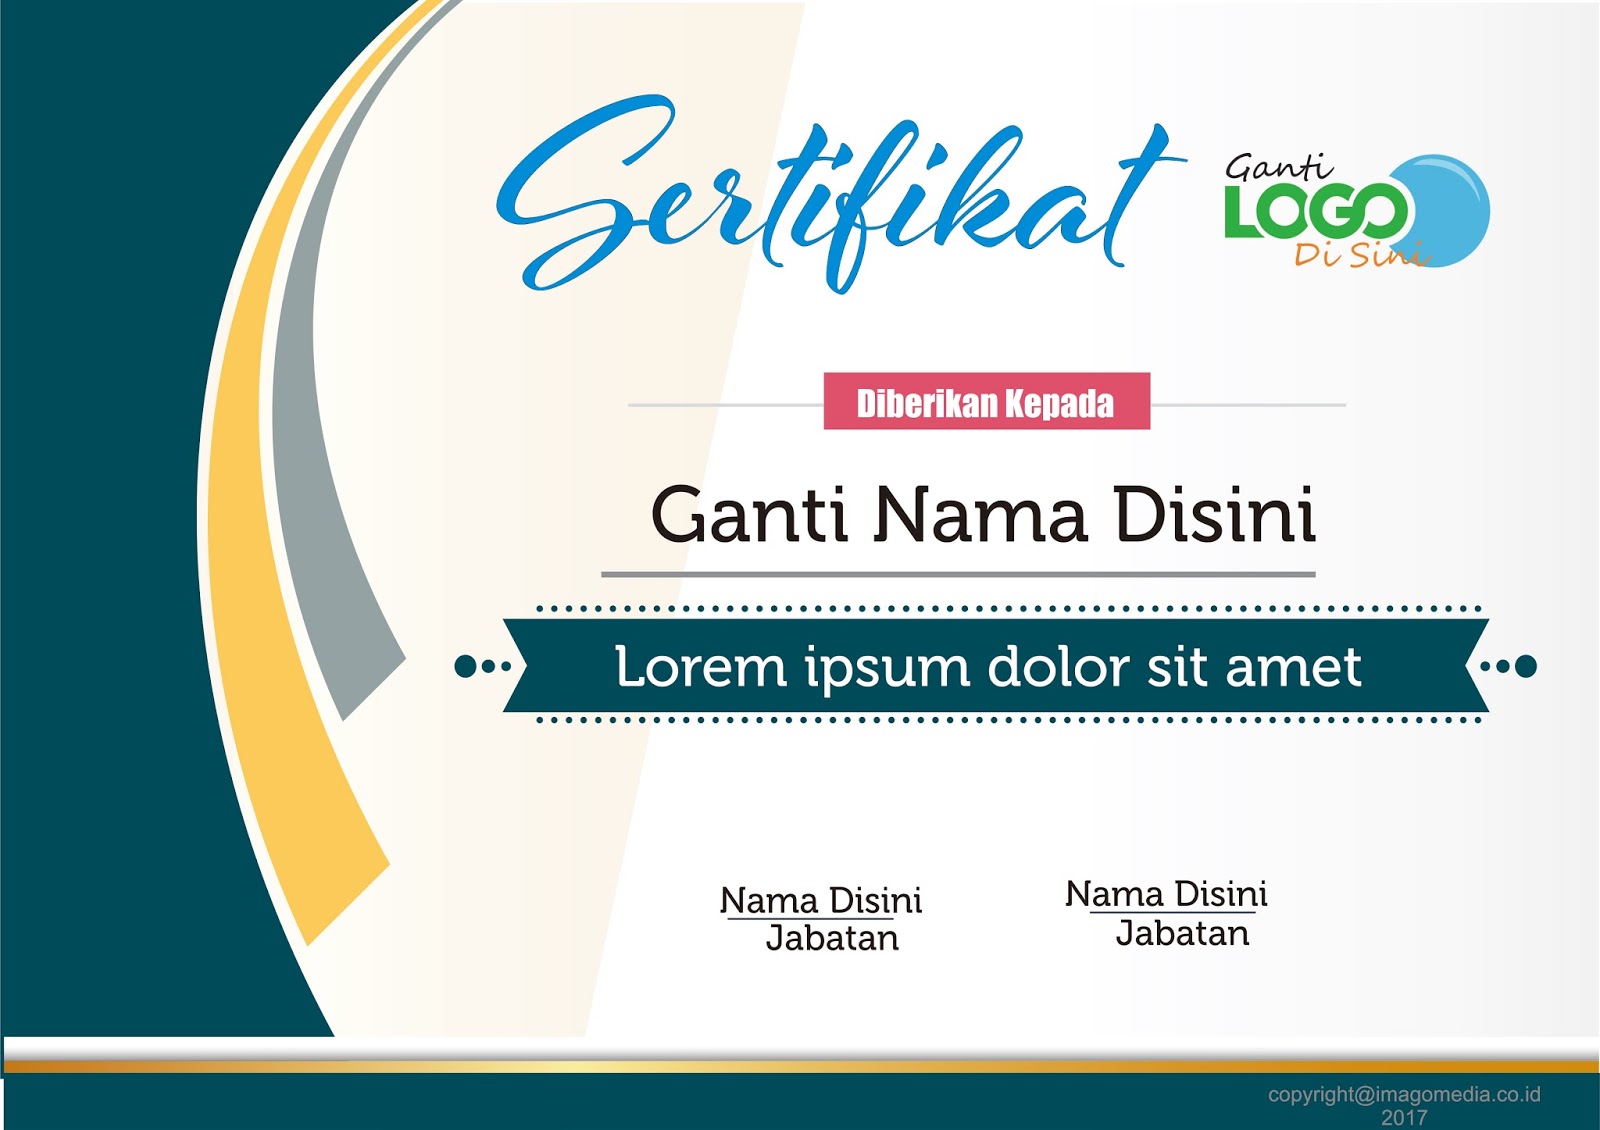 Sertifikat
Ganti
LOGO
Di Sini
Diberikan Kepada
Ganti Nama Disini
Lorem ipsum dolor sit amet
Nama Disini
Jabatan
Nama Disini
Jabatan
copyright@imagomedia.co.id
2017